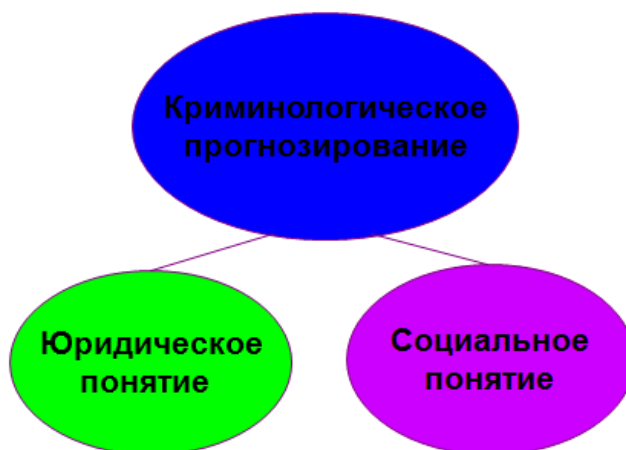 Криминологическое
прогнозирование
Юридическое
понятие
Социальное
понятие